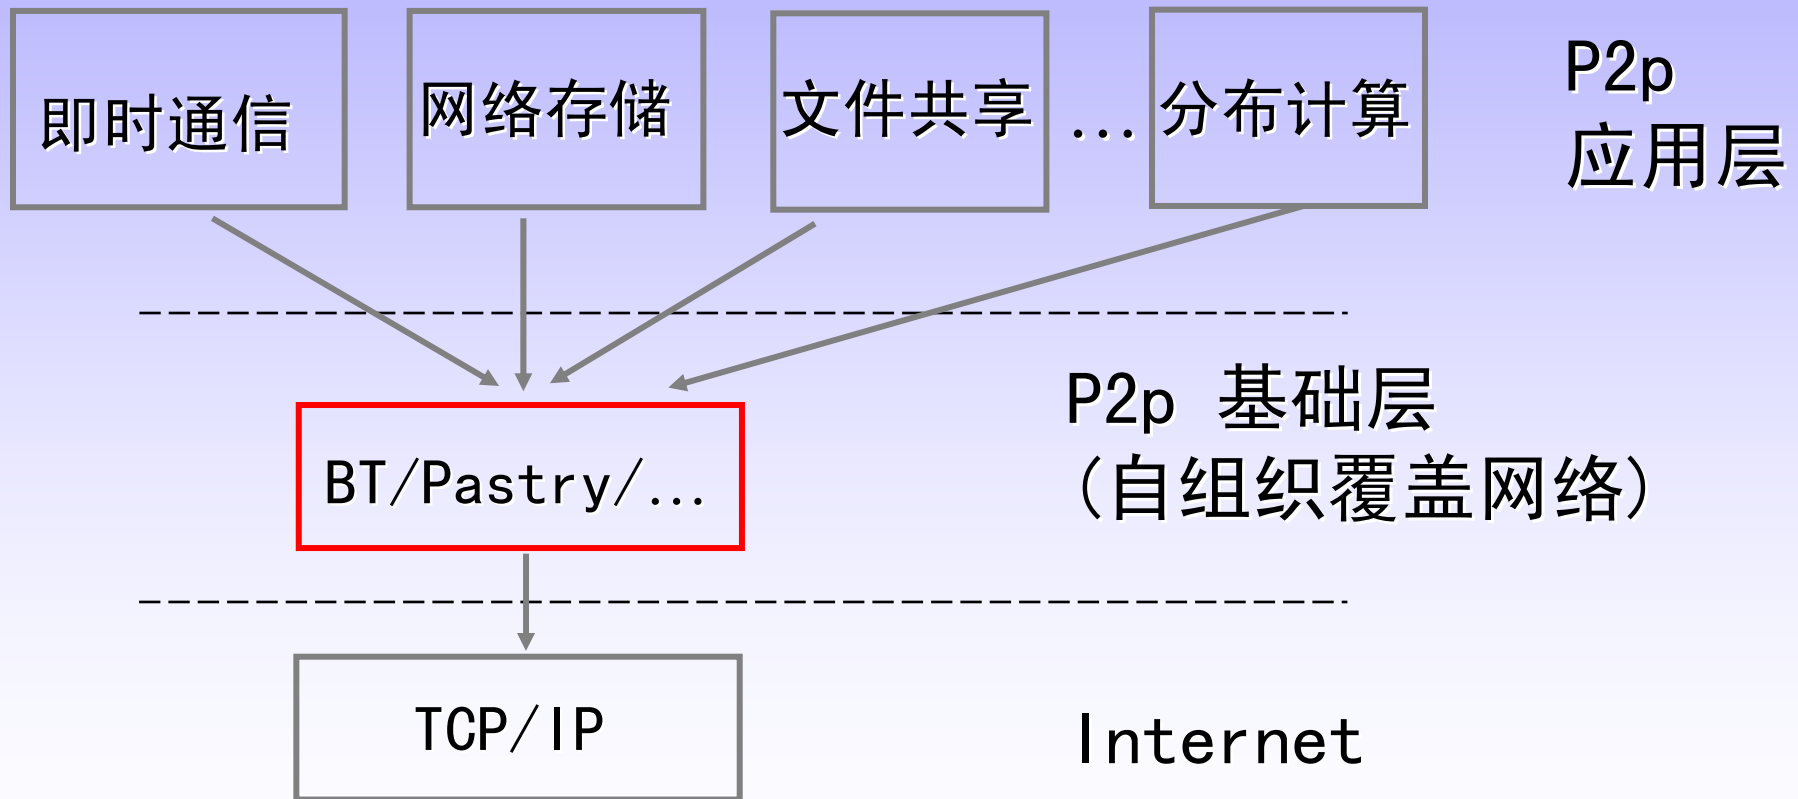 即时通信
网络存储
文件共享
...
分布计算
P2p
应用层
BT/Pastry/...
P2p 基础层
(自组织覆盖网络)
TCP/IP
Internet